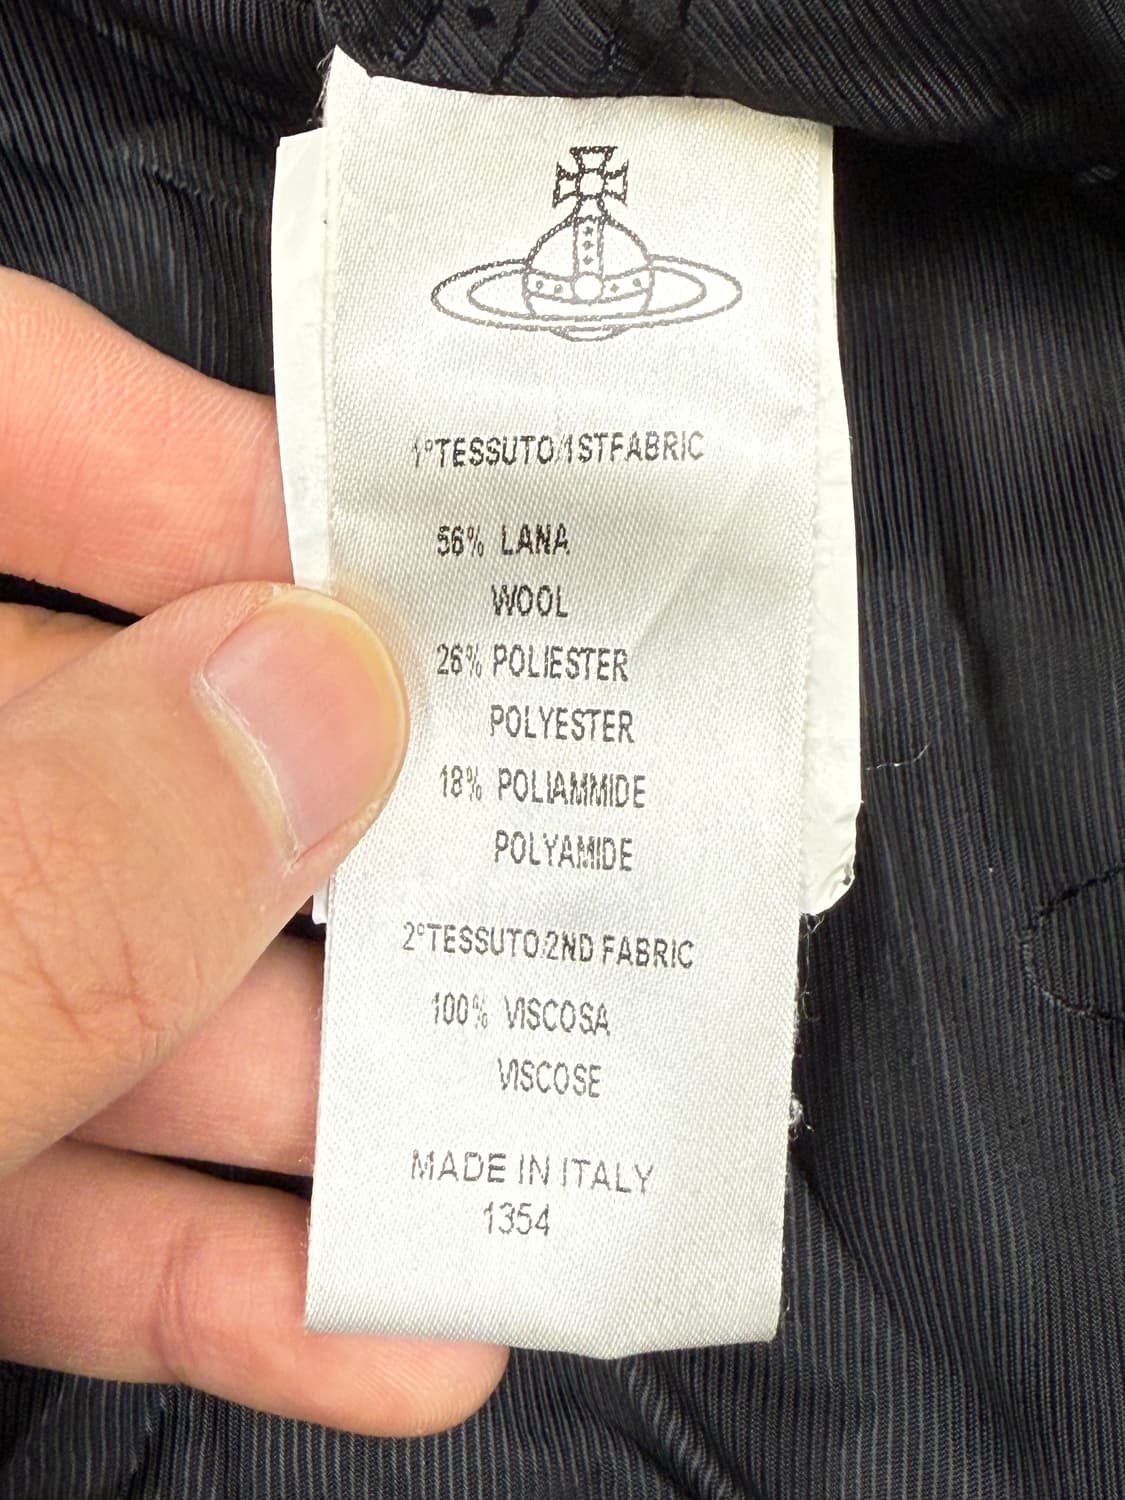 1°TESSUTO/1STFABRIC
56% LANA
WOOL
26% POLIESTER
POLYESTER
18% POLIAMMIDE
POLYAMIDE
2°TESSUTO/2ND FABRIC
100% VISCOSA
VISCOSE
MADE IN ITALY
1354